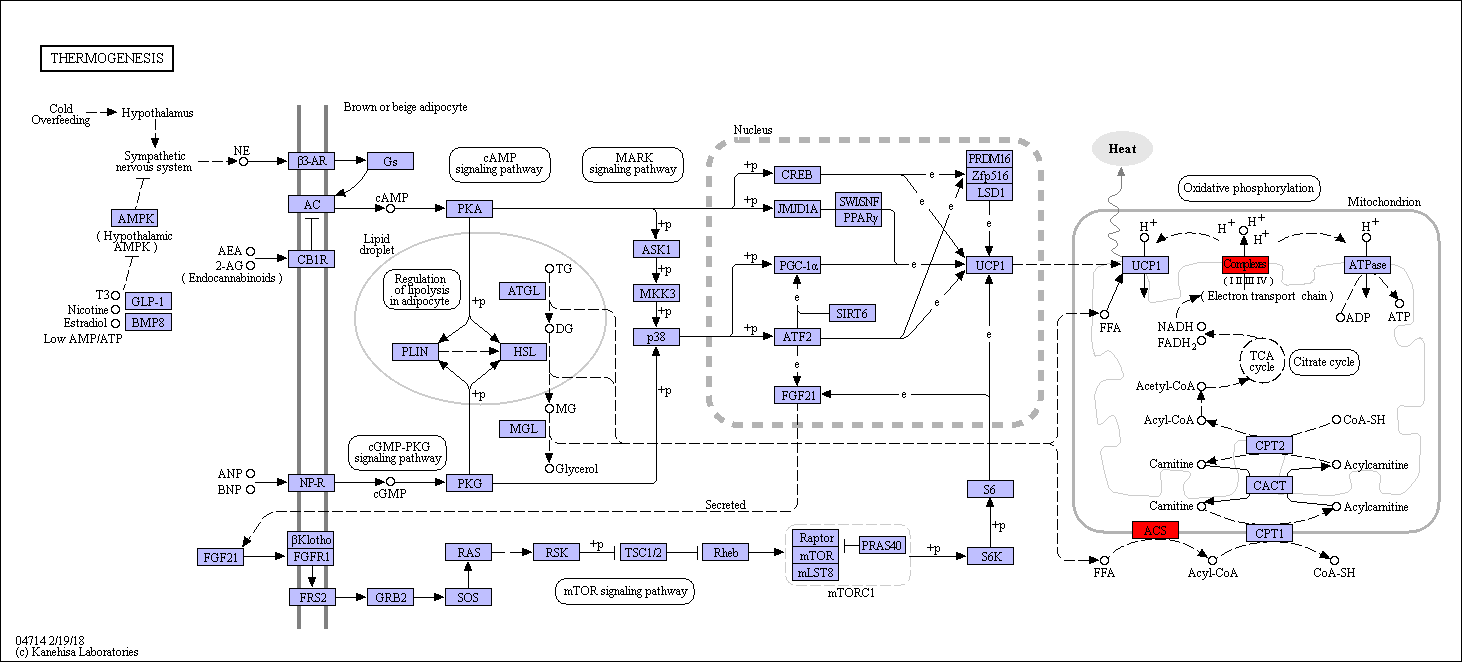 THERMOGENESIS
Cold
Overfeeding
Hypothalamus
Brown or beige adipocyte
Sympathetic
nervous system
NE
β3-AR
Gs
cAMP
signaling pathway
MARK
signaling pathway
Nucleus
AC
cAMP
PKA
+p
CREB
e
PRDM16
Zfp516
LSD1
AMPK
( Hypothalamic
AMPK )
+p
JMJD1A
SWISNF
PPARγ
e
e
+p
ASK1
AEA
2-AG
( Endocannabinoids )
CB1R
Lipid
droplet
TG
+p
PGC-1α
UCP1
e
+p
MKK3
Regulation
of lipolysis
in adipocyte
ATGL
+p
T3
Nicotine
Estradiol
Low AMP/ATP
GLP-1
BMP8
+p
SIRT6
e
e
DG
p38
+p
ATF2
e
PLIN
HSL
e
FGF21
e
+p
+p
MG
MGL
Glycerol
cGMP-PKG
signaling pathway
ANP
BNP
NP-R
cGMP
PKG
Secreted
S6
+p
FGF21
βKlotho
FGFR1
RAS
RSK
+p
TSC1/2
Rheb
Raptor
mTOR
mLST8
PRAS40
mTORC1
+p
S6K
FRS2
GRB2
SOS
mTOR signaling pathway
Heat
Oxidative phosphorylation
Mitochondrion
H+
H+
H+
H+
H+
UCP1
Complexes
( I II III IV )
( Electron transport chain )
ATPase
FFA
ADP
ATP
NADH
FADH2
TCA
cycle
Citrate cycle
Acetyl-CoA
Acyl-CoA
CoA-SH
CPT2
Carnitine
Acylcarnitine
CACT
Carnitine
Acylcarnitine
ACS
CPT1
FFA
Acyl-CoA
CoA-SH
04714 2/19/18
(c) Kanehisa Laboratories